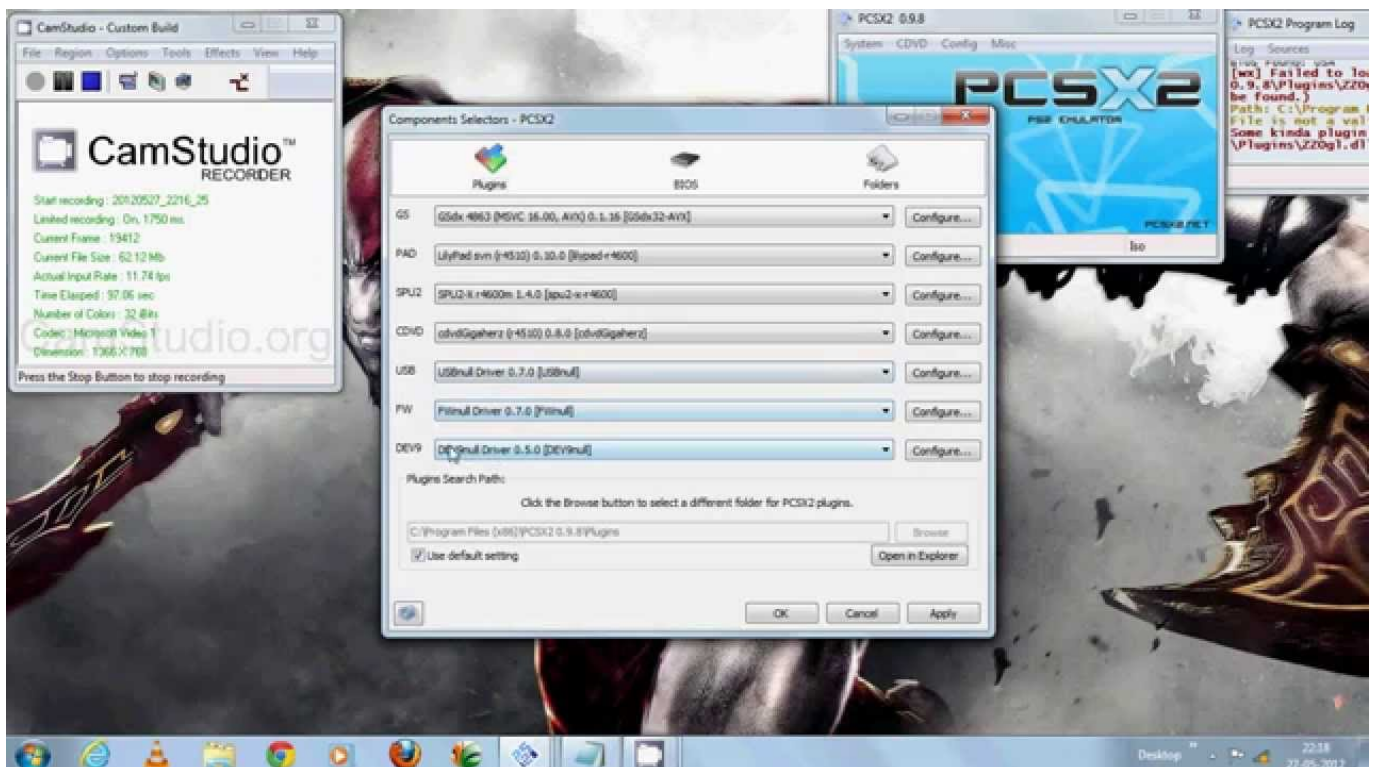 CamStudio - Custom Build
File Region Options Tools Effects View Help
CamStudio™
RECORDER
Start recording : 20120527_2216_25
Limited recording : On, 1750 ms.
Current Frame : 19412
Current File Size : 62.12 Mb
Actual Input Rate : 11.74 fps
Time Elasped : 97.06 sec
Number of Colors : 32 -Bits
Codec : Microsoft Video 1
Dimension : 1366 X 768
CamStudio.org
Press the Stop Button to stop recording
PCSX2 0.9.8
System CDVD Config Misc
PCSX2
PS2 EMULATOR
PCSX2.NET
Iso
PCSX2 Program Log
Log Sources
[wx] Failed to
0.9.8\Plugins\ZZO
be found.)
Path: C:\Program
File is not a
Some kinda plugin
\Plugins\ZZOgl.dl
Components Selectors - PCSX2
Plugins
BIOS
Folders
GS GSdx 4863 (MSVC 16.00, AVX) 0.1.16 [GSdx32-AVX] Configure...
PAD LilyPad svn (r4510) 0.10.0 [lilypad-r4600] Configure...
SPU2 SPU2-X r4600m 1.4.0 [spu2-x-r4600] Configure...
CDVD cdvdGigaherz (r4510) 0.8.0 [cdvdGigaherz] Configure...
USB USBnull Driver 0.7.0 [USBnull] Configure...
FW FWnull Driver 0.7.0 [FWnull] Configure...
DEV9 DEV9null Driver 0.5.0 [DEV9null] Configure...
Plugins Search Path:
Click the Browse button to select a different folder for PCSX2 plugins.
C:\Program Files (x86)\PCSX2 0.9.8\Plugins Browse
Use default setting Open in Explorer
OK Cancel Apply
Desktop
22:18
22-05-2012